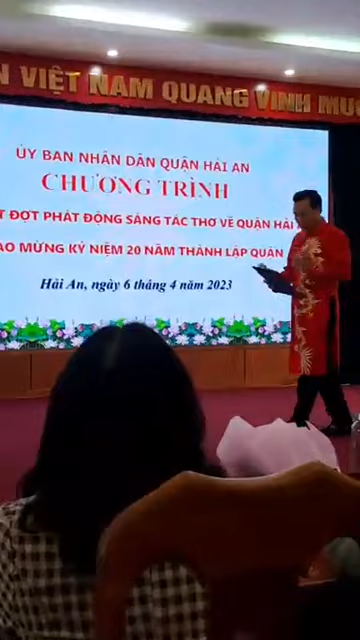 VIỆT NAM QUANG VINH MUÔ
ỦY BAN NHÂN DÂN QUẬN HẢI AN
CHƯƠNG TRÌNH
T ĐỢT PHÁT ĐỘNG SÁNG TÁC THƠ VỀ QUẬN HẢI
ÀO MỪNG KỶ NIỆM 20 NĂM THÀNH LẬP QUẬN
Hải An, ngày 6 tháng 4 năm 2023